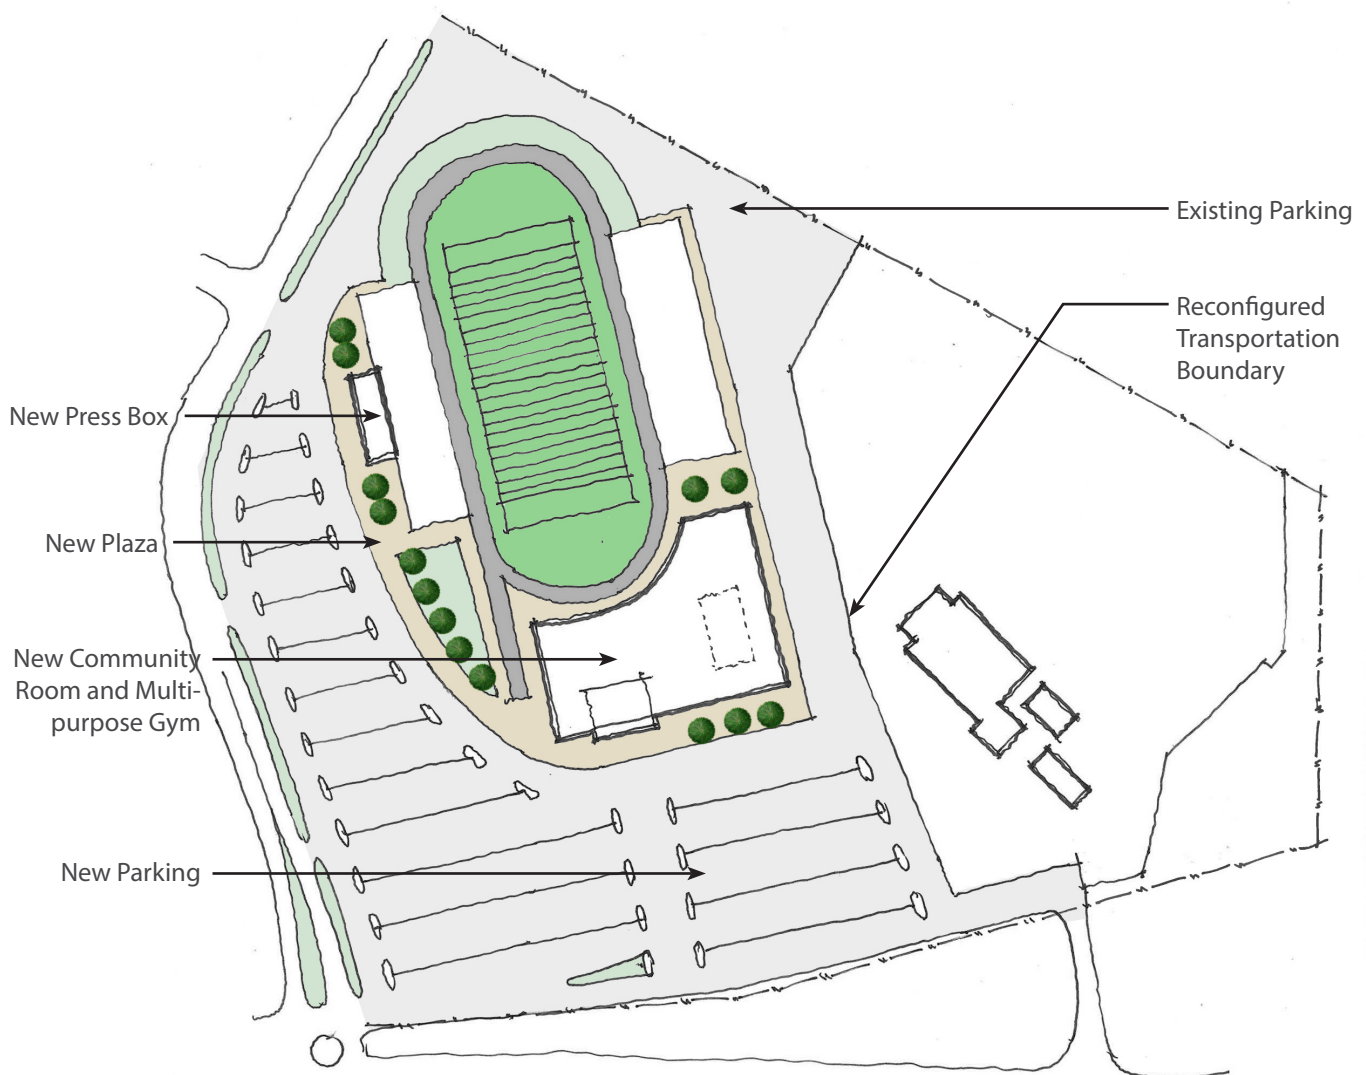 Existing Parking
Reconfigured
Transportation
Boundary
New Press Box
New Plaza
New Community
Room and Multi-
purpose Gym
New Parking